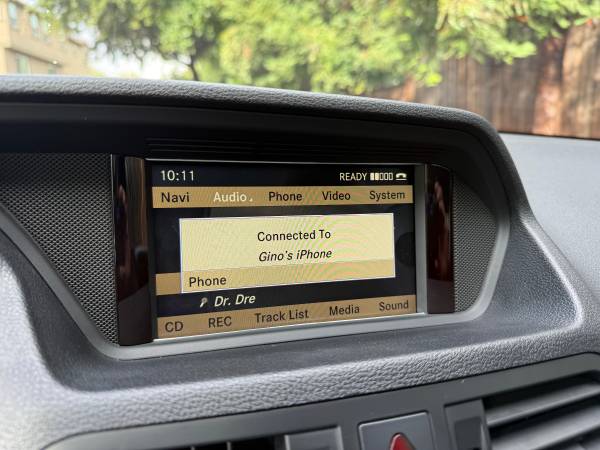 10:11 READY
Navi Audio Phone Video System
Connected To
Gino's iPhone
Phone
Dr. Dre
CD REC Track List Media Sound